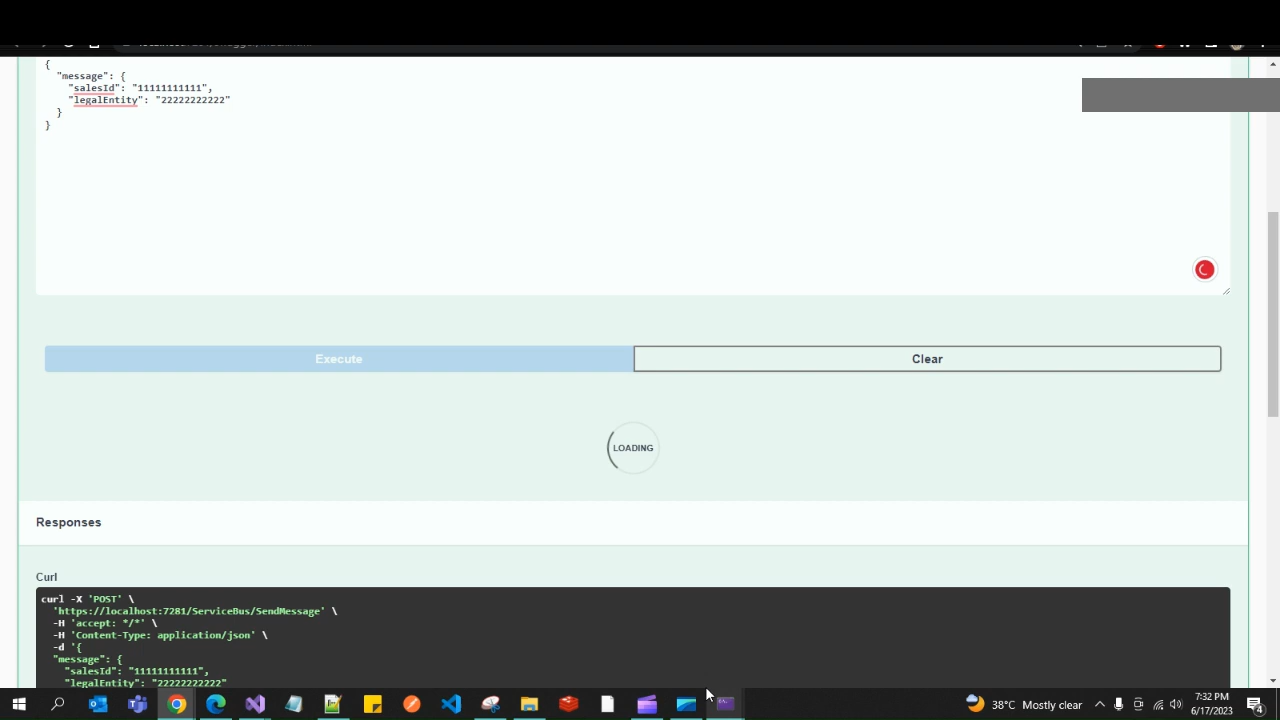 {
"message": {
"salesId": "11111111111",
"legalEntity": "22222222222"
}
}
Execute
Clear
LOADING
Responses
Curl
curl -X 'POST' \
'https://localhost:7281/ServiceBus/SendMessage' \
-H 'accept: */*' \
-H 'Content-Type: application/json' \
-d '{
"message": {
"salesId": "11111111111",
"legalEntity": "22222222222"
38°C Mostly clear
7:32 PM
6/17/2023
4